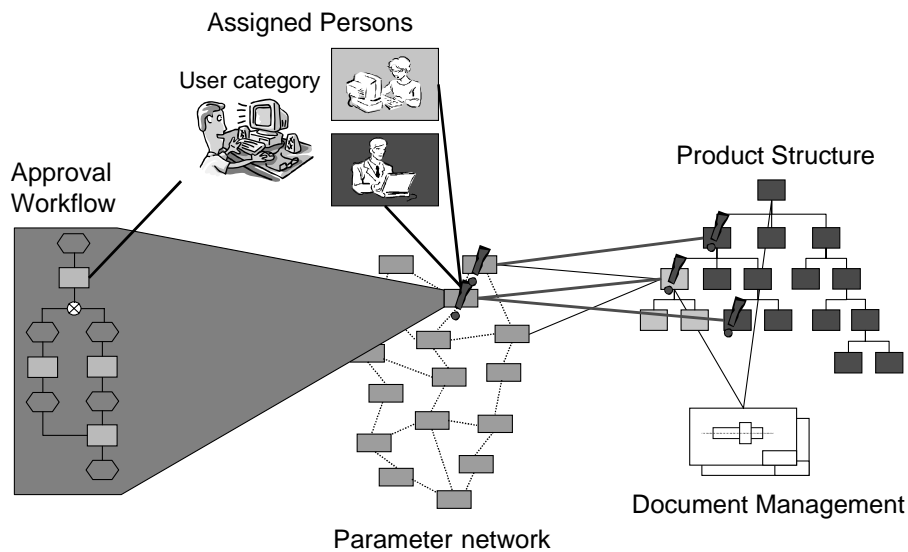 Assigned Persons
User category
Product Structure
Approval
Workflow
Document Management
Parameter network